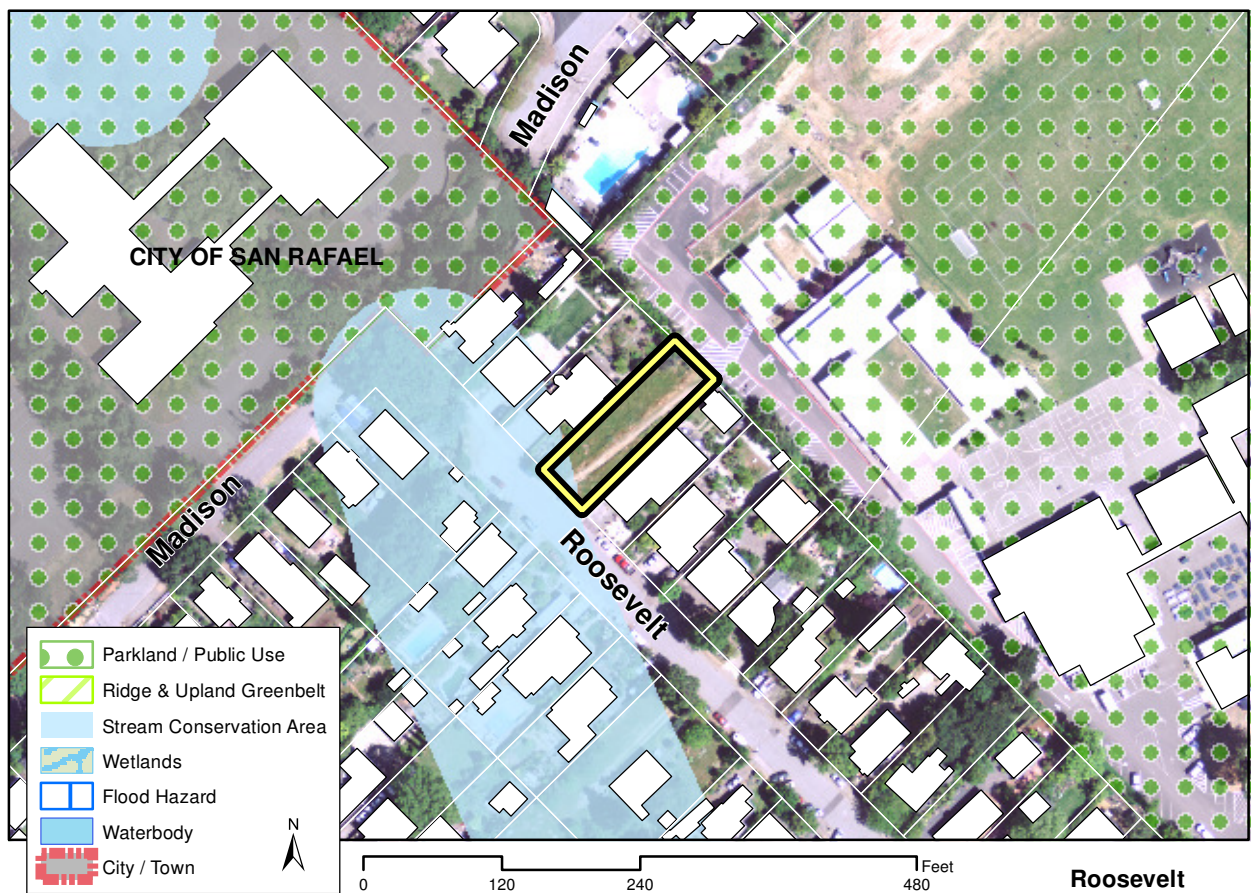 Madison
CITY OF SAN RAFAEL
Madison
Roosevelt
Parkland / Public Use
Ridge & Upland Greenbelt
Stream Conservation Area
Wetlands
Flood Hazard
Waterbody
City / Town
N
Feet
0 120 240 480
Roosevelt